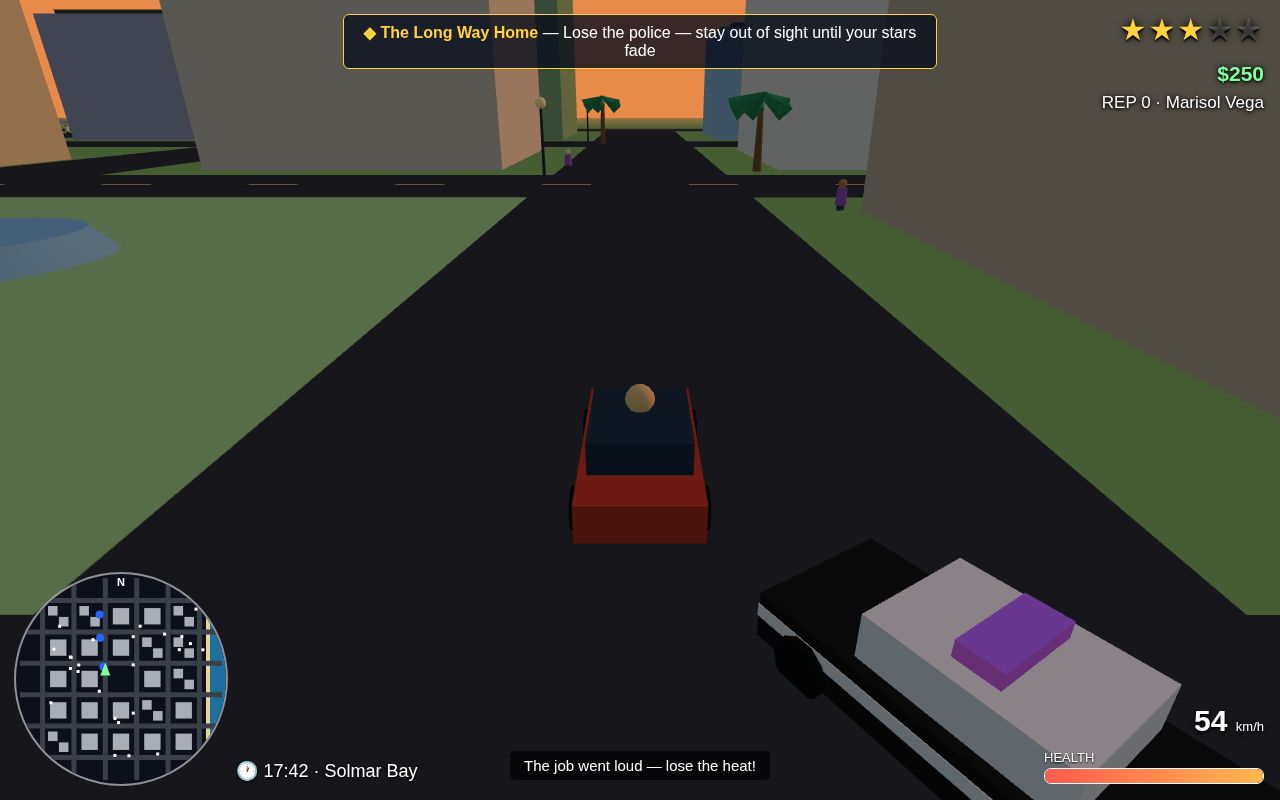 ◆ The Long Way Home — Lose the police — stay out of sight until your stars
fade
★★★★★
$250
REP 0 · Marisol Vega
N
🕐 17:42 · Solmar Bay
The job went loud — lose the heat!
54 km/h
HEALTH